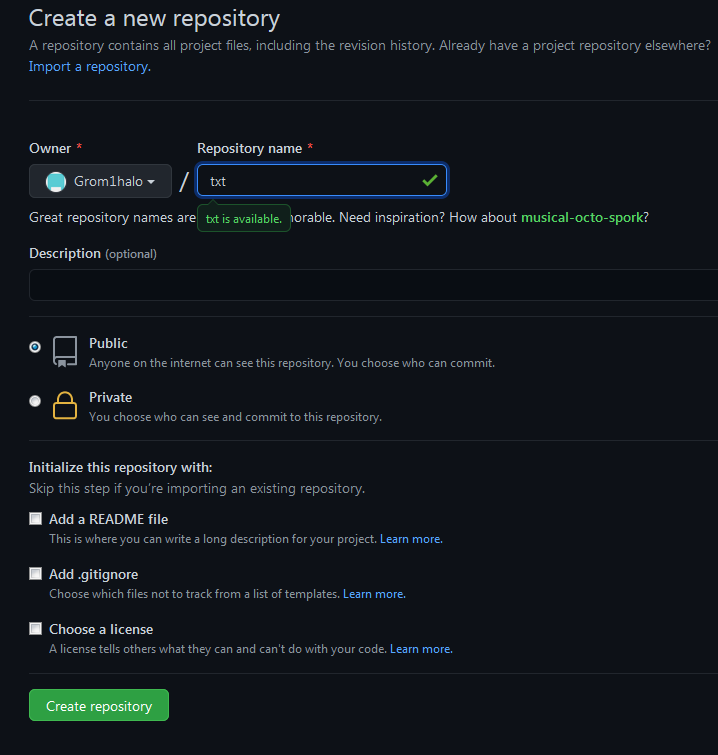 Create a new repository
A repository contains all project files, including the revision history. Already have a project repository elsewhere?
Import a repository.
Owner *
Repository name *
Grom1halo
/
txt
Great repository names are
txt is available.
morable. Need inspiration? How about musical-octo-spork?
Description (optional)
Public
Anyone on the internet can see this repository. You choose who can commit.
Private
You choose who can see and commit to this repository.
Initialize this repository with:
Skip this step if you're importing an existing repository.
Add a README file
This is where you can write a long description for your project. Learn more.
Add .gitignore
Choose which files not to track from a list of templates. Learn more.
Choose a license
A license tells others what they can and can't do with your code. Learn more.
Create repository